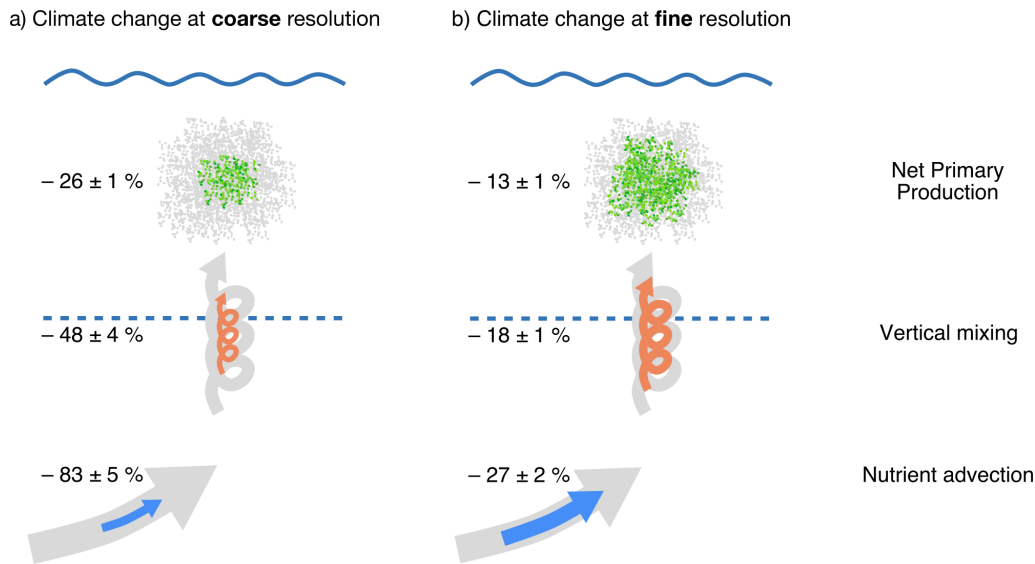 a) Climate change at coarse resolution
b) Climate change at fine resolution
– 26 ± 1 %
– 13 ± 1 %
Net Primary
Production
– 48 ± 4 %
– 18 ± 1 %
Vertical mixing
– 83 ± 5 %
– 27 ± 2 %
Nutrient advection